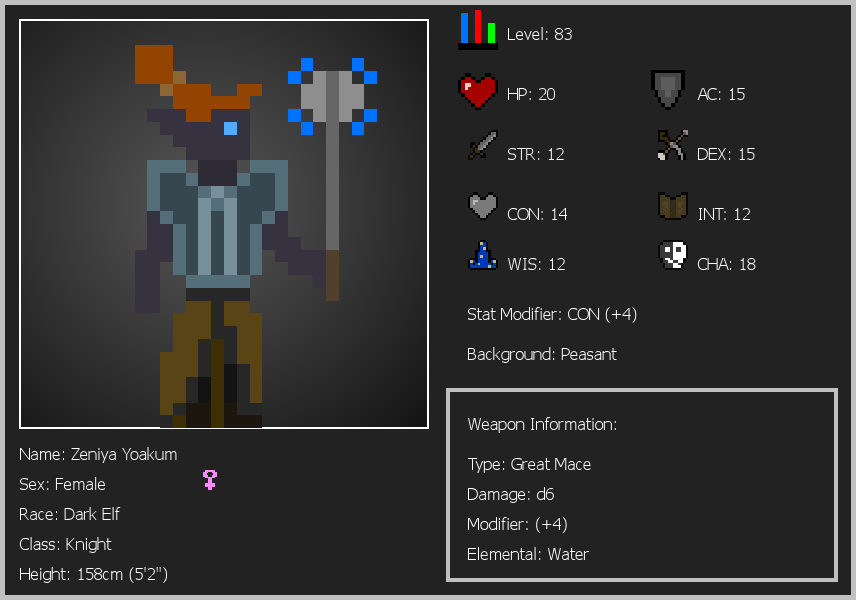 Level: 83
HP: 20
AC: 15
STR: 12
DEX: 15
CON: 14
INT: 12
WIS: 12
CHA: 18
Stat Modifier: CON (+4)
Background: Peasant
Name: Zeniya Yoakum
Sex: Female
Race: Dark Elf
Class: Knight
Height: 158cm (5'2")
Weapon Information:
Type: Great Mace
Damage: d6
Modifier: (+4)
Elemental: Water